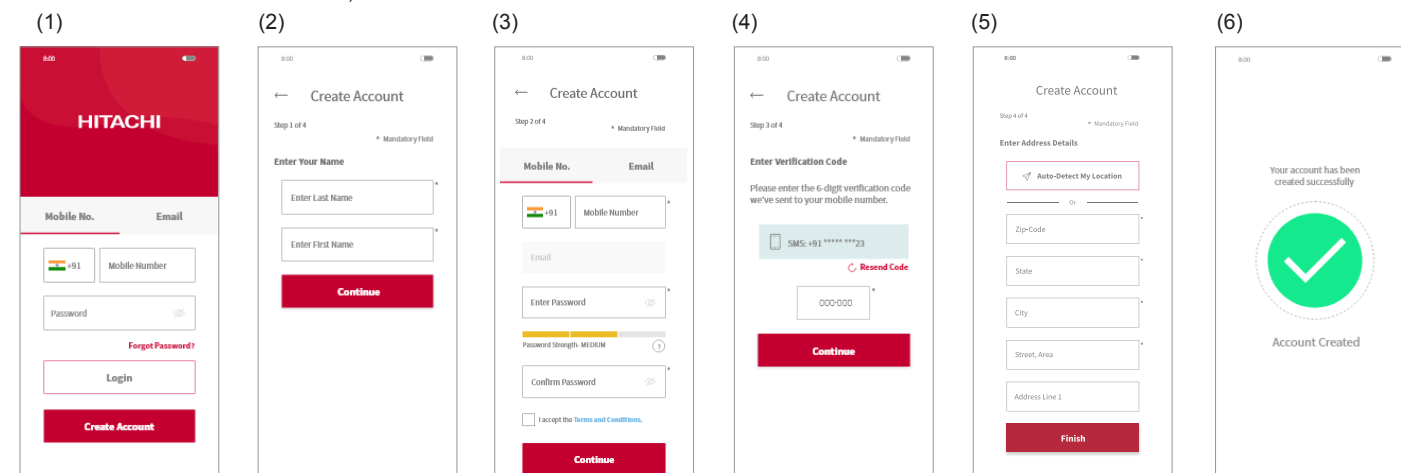 (1)
8:00
HITACHI
Mobile No. Email
+91 Mobile Number
Password
Forgot Password?
Login
Create Account
(2)
8:00
← Create Account
Step 1 of 4
* Mandatory Field
Enter Your Name
Enter Last Name *
Enter First Name *
Continue
(3)
8:00
← Create Account
Step 2 of 4
* Mandatory Field
Mobile No. Email
+91 Mobile Number *
Email
Enter Password *
Password Strength- MEDIUM
Confirm Password *
I accept the Terms and Conditions.
Continue
(4)
8:00
← Create Account
Step 3 of 4
* Mandatory Field
Enter Verification Code
Please enter the 6-digit verification code
we've sent to your mobile number.
SMS: +91 ***** ***23
Resend Code
000-000 *
Continue
(5)
8:00
Create Account
Step 4 of 4
* Mandatory Field
Enter Address Details
Auto-Detect My Location
Or
Zip-Code *
State *
City *
Street, Area *
Address Line 1
Finish
(6)
8:00
Your account has been
created successfully
Account Created